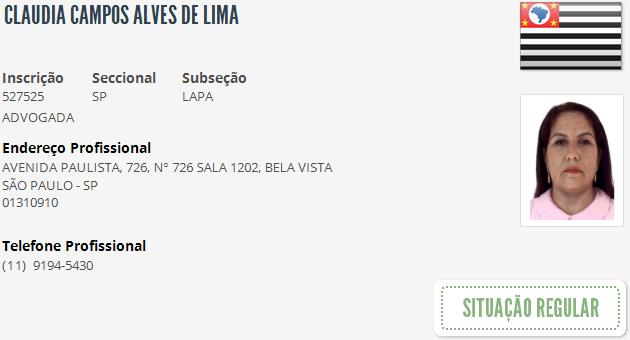 CLAUDIA CAMPOS ALVES DE LIMA
Inscrição Seccional Subseção
527525 SP LAPA
ADVOGADA
Endereço Profissional
AVENIDA PAULISTA, 726, Nº 726 SALA 1202, BELA VISTA
SÃO PAULO - SP
01310910
Telefone Profissional
(11) 9194-5430
SITUAÇÃO REGULAR